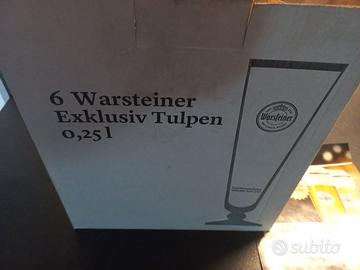 6 Warsteiner
Exklusiv Tulpen
0,25 l
Warsteiner
subito